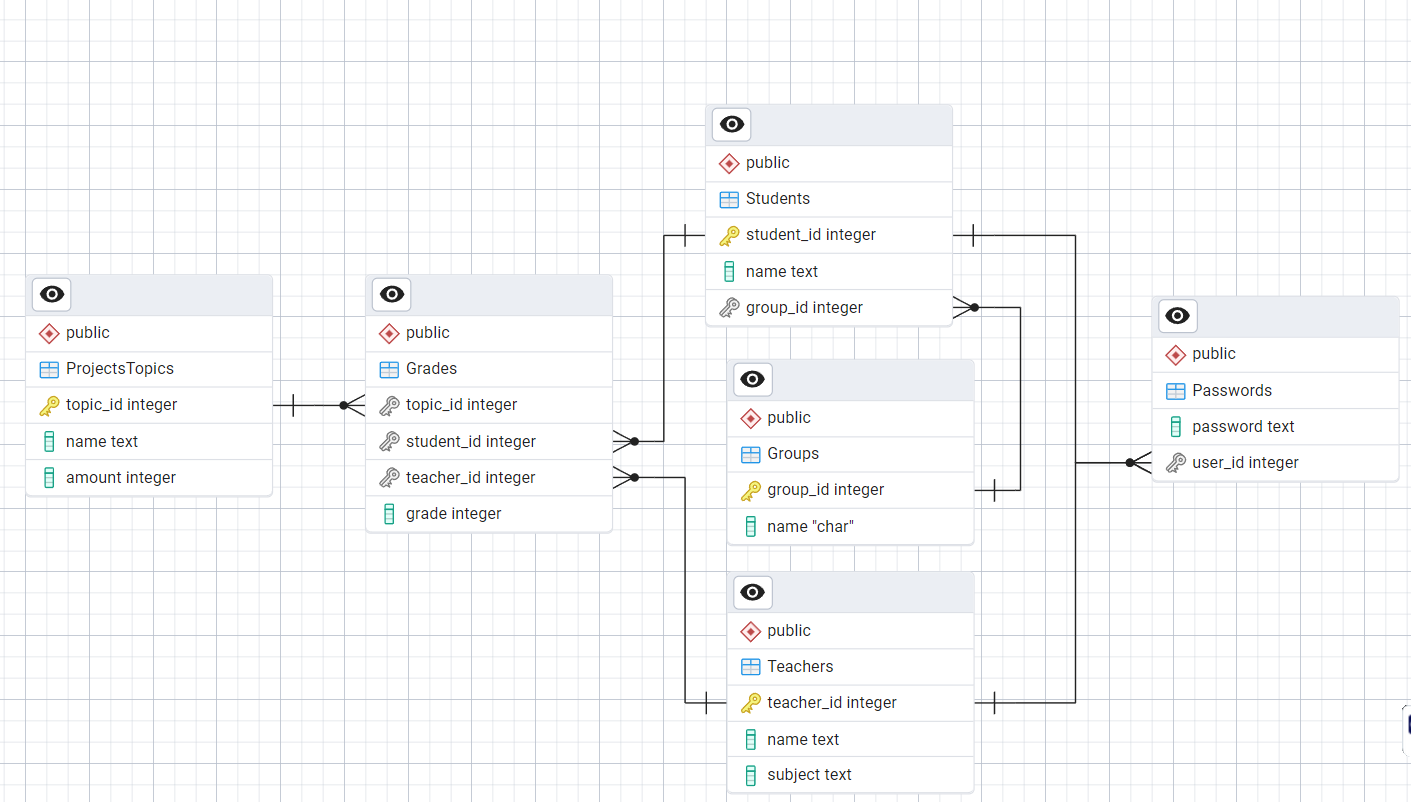 public
ProjectsTopics
topic_id integer
name text
amount integer
public
Grades
topic_id integer
student_id integer
teacher_id integer
grade integer
public
Students
student_id integer
name text
group_id integer
public
Groups
group_id integer
name "char"
public
Teachers
teacher_id integer
name text
subject text
public
Passwords
password text
user_id integer